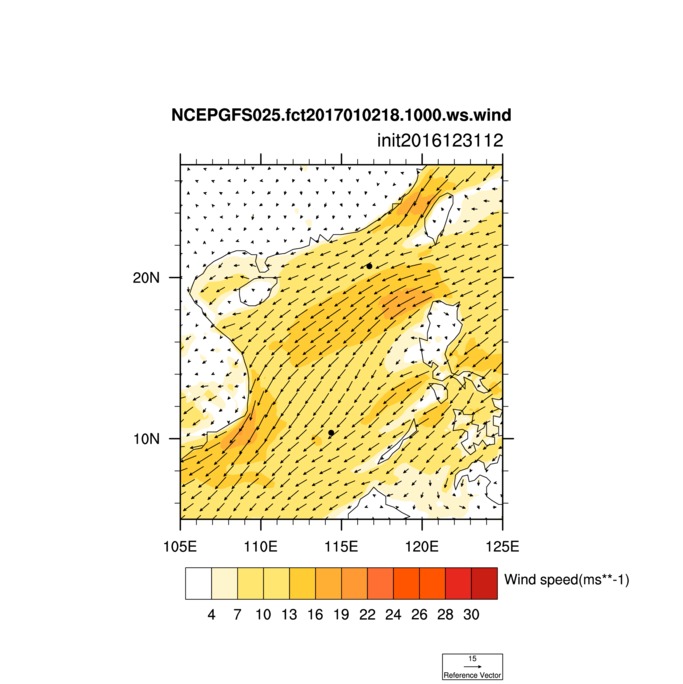 NCEPGFS025.fct2017010218.1000.ws.wind
init2016123112
20N
10N
105E 110E 115E 120E 125E
Wind speed(ms**-1)
4 7 10 13 16 19 22 24 26 28 30
15
Reference Vector